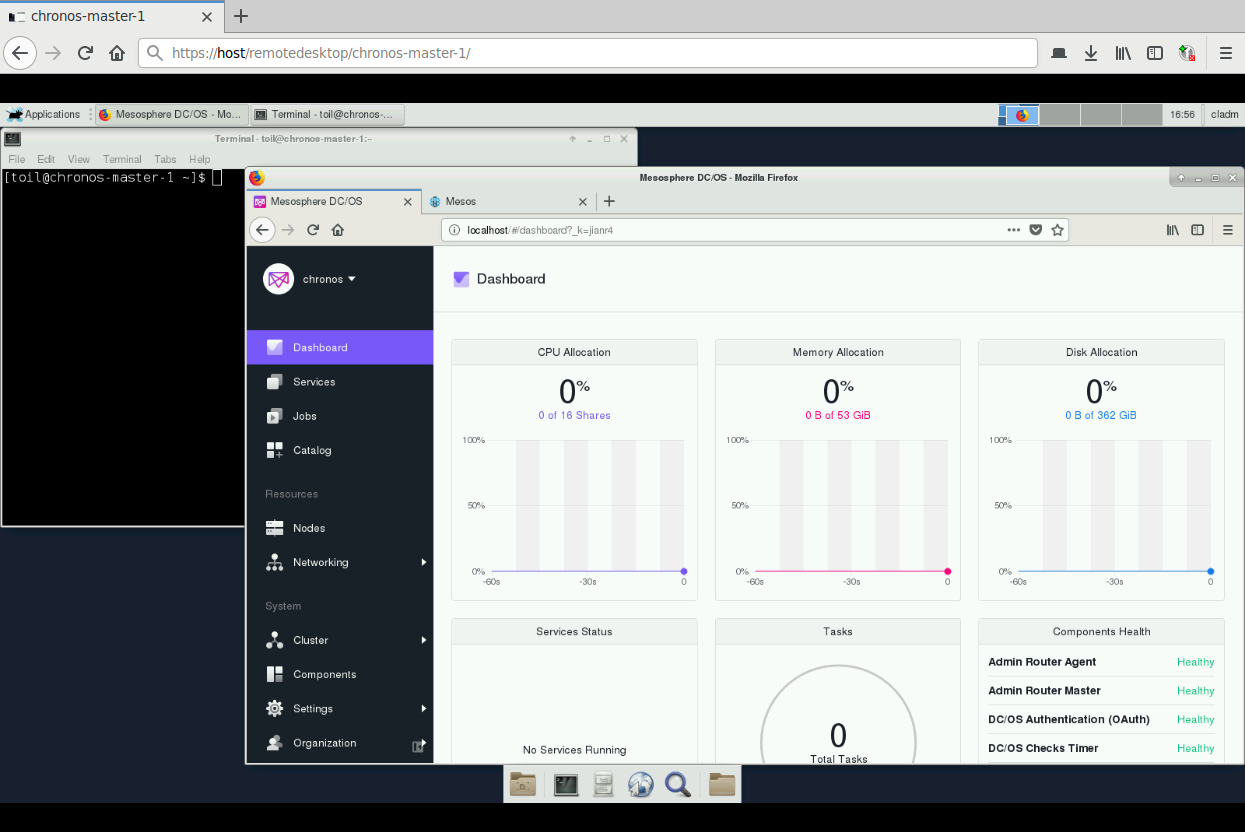 chronos-master-1
https://host/remotedesktop/chronos-master-1/
Applications
Mesosphere DC/OS - Mo...
Terminal - toil@chronos-...
16:56
cladm
Terminal - toil@chronos-master-1:~
File Edit View Terminal Tabs Help
[toil@chronos-master-1 ~]$
Mesosphere DC/OS - Mozilla Firefox
Mesosphere DC/OS
Mesos
localhost/#/dashboard?_k=jianr4
chronos
Dashboard
Services
Jobs
Catalog
Resources
Nodes
Networking
System
Cluster
Components
Settings
Organization
Dashboard
CPU Allocation
0%
0 of 16 Shares
100%
50%
0%
-60s -30s 0
Memory Allocation
0%
0 B of 53 GiB
100%
50%
0%
-60s -30s 0
Disk Allocation
0%
0 B of 362 GiB
100%
50%
0%
-60s -30s 0
Services Status
No Services Running
Tasks
0
Total Tasks
Components Health
Admin Router Agent Healthy
Admin Router Master Healthy
DC/OS Authentication (OAuth) Healthy
DC/OS Checks Timer Healthy